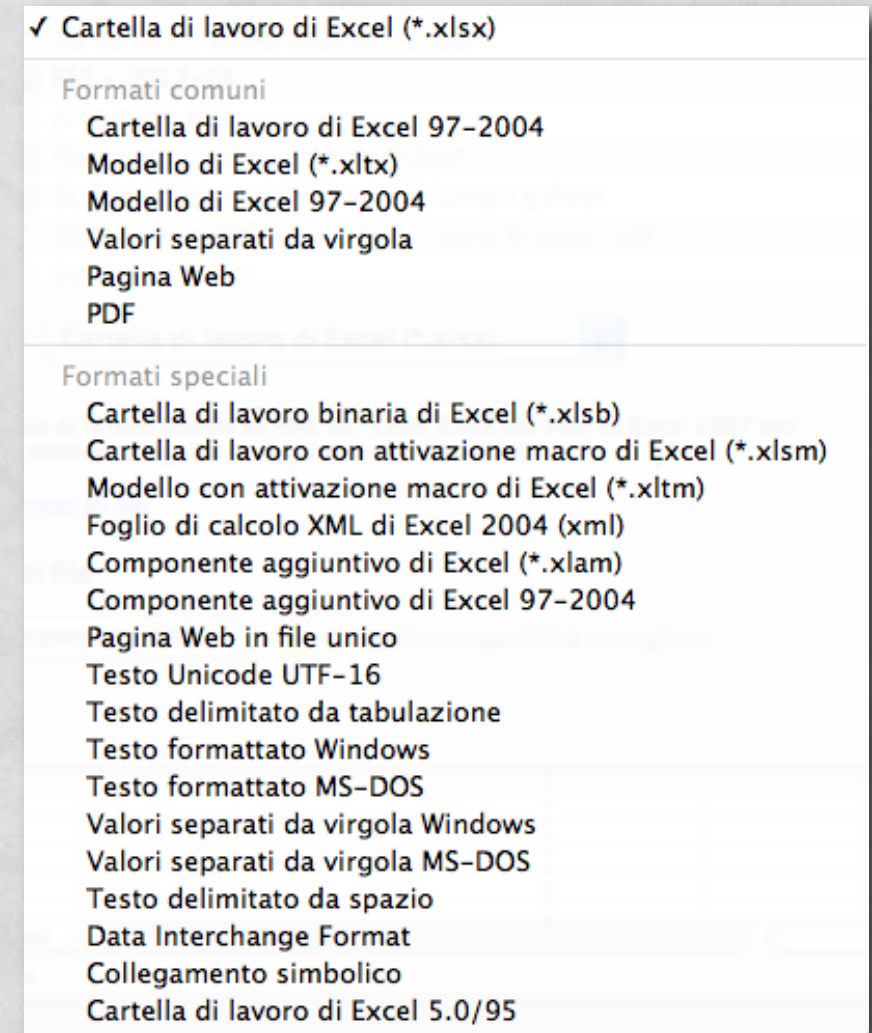 ✓ Cartella di lavoro di Excel (*.xlsx)
Formati comuni
Cartella di lavoro di Excel 97-2004
Modello di Excel (*.xltx)
Modello di Excel 97-2004
Valori separati da virgola
Pagina Web
PDF
Cartella di lavoro di Excel (*.xlsx)
Formati speciali
Cartella di lavoro binaria di Excel (*.xlsb)
Cartella di lavoro con attivazione macro di Excel (*.xlsm)
Modello con attivazione macro di Excel (*.xltm)
Foglio di calcolo XML di Excel 2004 (xml)
Componente aggiuntivo di Excel (*.xlam)
Componente aggiuntivo di Excel 97-2004
Pagina Web in file unico
Testo Unicode UTF-16
Testo delimitato da tabulazione
Testo formattato Windows
Testo formattato MS-DOS
Valori separati da virgola Windows
Valori separati da virgola MS-DOS
Testo delimitato da spazio
Data Interchange Format
Collegamento simbolico
Cartella di lavoro di Excel 5.0/95